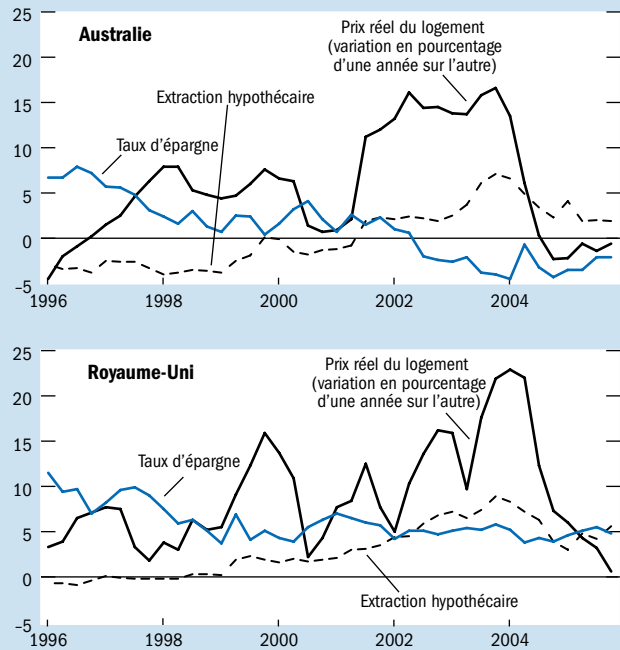 25
20
15
10
5
0
–5
Australie
Prix réel du logement
(variation en pourcentage
d'une année sur l'autre)
Extraction hypothécaire
Taux d'épargne
1996
1998
2000
2002
2004
25
20
15
10
5
0
–5
Royaume-Uni
Prix réel du logement
(variation en pourcentage
d'une année sur l'autre)
Taux d'épargne
Extraction hypothécaire
1996
1998
2000
2002
2004